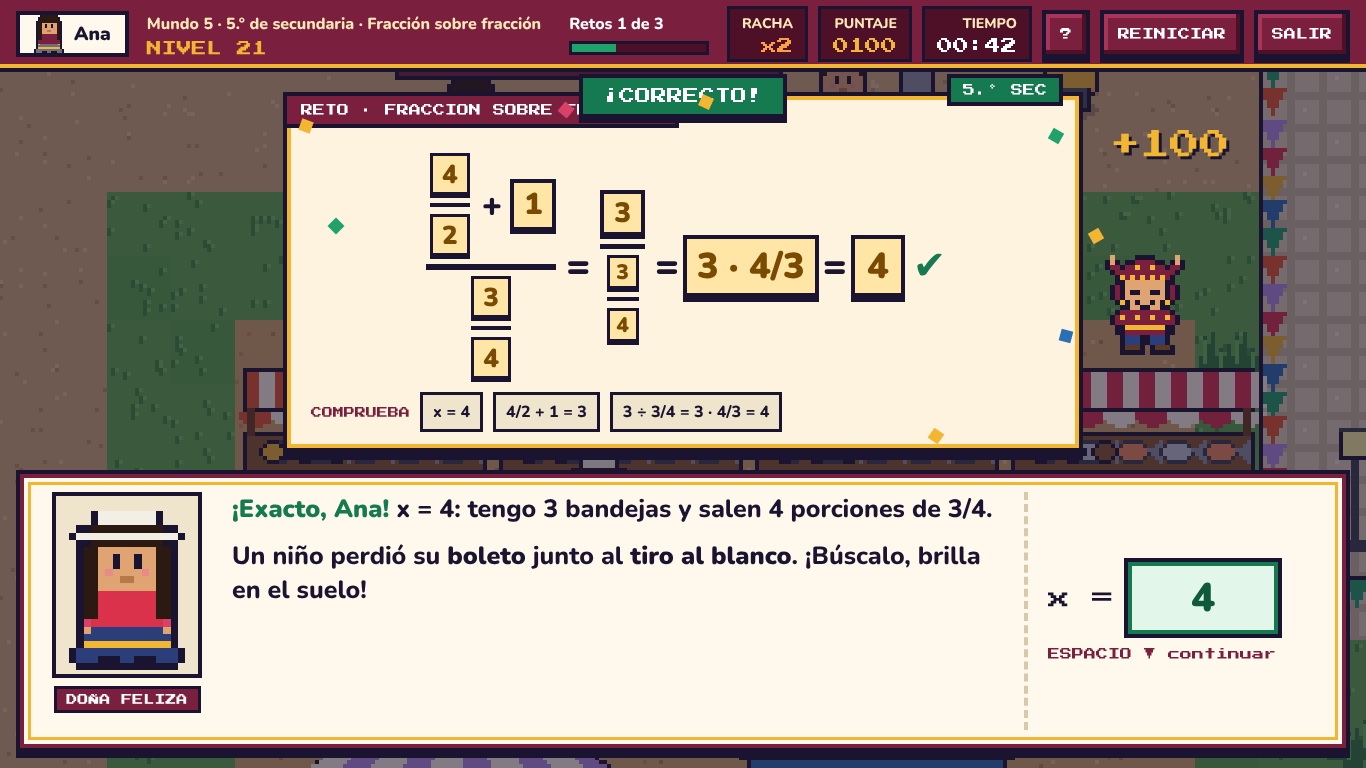 Ana
Mundo 5 · 5.º de secundaria · Fracción sobre fracción
NIVEL 21
Retos 1 de 3
RACHA
x2
PUNTAJE
0100
TIEMPO
00:42
?
REINICIAR
SALIR
RETO · FRACCION SOBRE
¡CORRECTO!
5.° SEC
+100
4
2
+ 1
3
4
=
3
3
4
= 3 · 4/3 = 4 ✓
COMPRUEBA
x = 4
4/2 + 1 = 3
3 ÷ 3/4 = 3 · 4/3 = 4
¡Exacto, Ana! x = 4: tengo 3 bandejas y salen 4 porciones de 3/4.
Un niño perdió su boleto junto al tiro al blanco. ¡Búscalo, brilla
en el suelo!
DOÑA FELIZA
x = 4
ESPACIO ▼ continuar